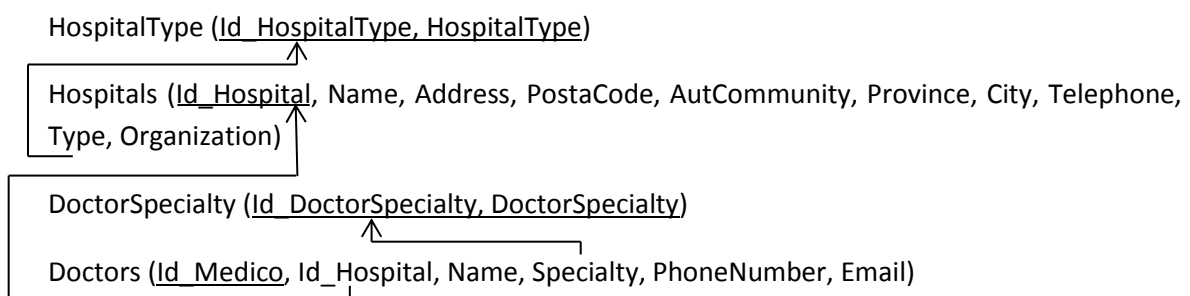 HospitalType (Id_HospitalType, HospitalType)
Hospitals (Id_Hospital, Name, Address, PostaCode, AutCommunity, Province, City, Telephone,
Type, Organization)
DoctorSpecialty (Id_DoctorSpecialty, DoctorSpecialty)
Doctors (Id_Medico, Id_Hospital, Name, Specialty, PhoneNumber, Email)